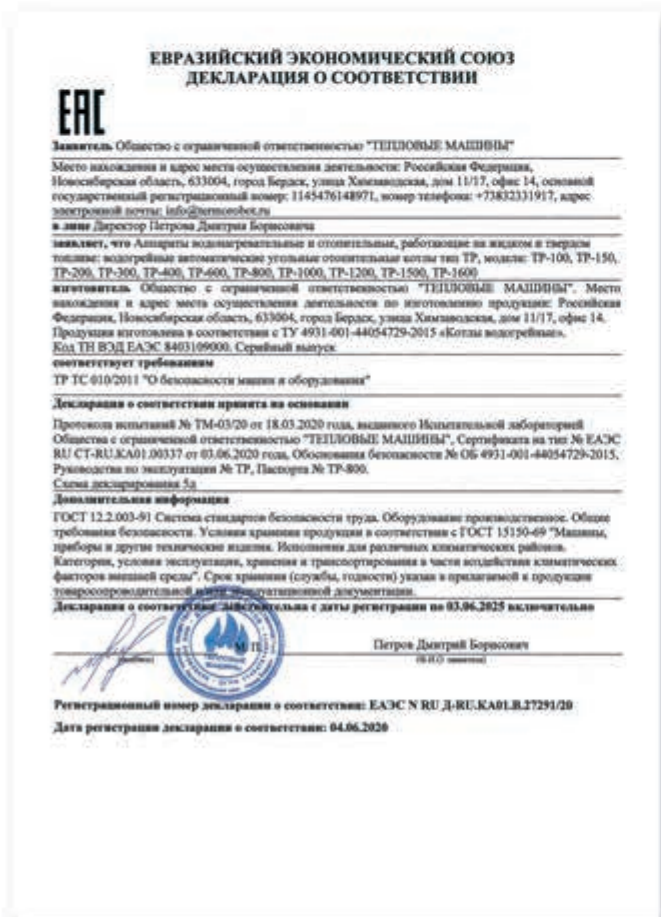 ЕВРАЗИЙСКИЙ ЭКОНОМИЧЕСКИЙ СОЮЗ
ДЕКЛАРАЦИЯ О СООТВЕТСТВИИ
ЕАС
Заявитель Общество с ограниченной ответственностью "ТЕПЛОВЫЕ МАШИНЫ"
Место нахождения и адрес места осуществления деятельности: Российская Федерация,
Новосибирская область, 633004, город Бердск, улица Химзаводская, дом 11/17, офис 14, основной
государственный регистрационный номер: 1145476148971, номер телефона: +73832331917, адрес
электронной почты: info@termorobot.ru
в лице Директор Петрова Дмитрия Борисовича
заявляет, что Аппараты водонагревательные и отопительные, работающие на жидком и твердом
топливе: водогрейные автоматические угольные отопительные котлы тип ТР, модели: ТР-100, ТР-150,
ТР-200, ТР-300, ТР-400, ТР-600, ТР-800, ТР-1000, ТР-1200, ТР-1500, ТР-1600
изготовитель Общество с ограниченной ответственностью "ТЕПЛОВЫЕ МАШИНЫ". Место
нахождения и адрес места осуществления деятельности по изготовлению продукции: Российская
Федерация, Новосибирская область, 633004, город Бердск, улица Химзаводская, дом 11/17, офис 14.
Продукция изготовлена в соответствии с ТУ 4931-001-44054729-2015 «Котлы водогрейные».
Код ТН ВЭД ЕАЭС 8403109000. Серийный выпуск
соответствует требованиям
ТР ТС 010/2011 "О безопасности машин и оборудования"
Декларация о соответствии принята на основании
Протокола испытаний № ТМ-03/20 от 18.03.2020 года, выданного Испытательной лабораторией
Общества с ограниченной ответственностью "ТЕПЛОВЫЕ МАШИНЫ", Сертификата на тип № ЕАЭС
RU CT-RU.КА01.00337 от 03.06.2020 года, Обоснования безопасности № ОБ 4931-001-44054729-2015,
Руководства по эксплуатации № ТР, Паспорта № ТР-800.
Схема декларирования 5д
Дополнительная информация
ГОСТ 12.2.003-91 Система стандартов безопасности труда. Оборудование производственное. Общие
требования безопасности. Условия хранения продукции в соответствии с ГОСТ 15150-69 "Машины,
приборы и другие технические изделия. Исполнения для различных климатических районов.
Категории, условия эксплуатации, хранения и транспортирования в части воздействия климатических
факторов внешней среды". Срок хранения (службы, годности) указан в прилагаемой к продукции
товаросопроводительной и/или эксплуатационной документации.
Декларация о соответствии действительна с даты регистрации по 03.06.2025 включительно
М. П.
Петров Дмитрий Борисович
(подпись)
(Ф.И.О. заявителя)
ТЕПЛОВЫЕ
МАШИНЫ
Регистрационный номер декларации о соответствии: ЕАЭС N RU Д-RU.КА01.В.27291/20
Дата регистрации декларации о соответствии: 04.06.2020